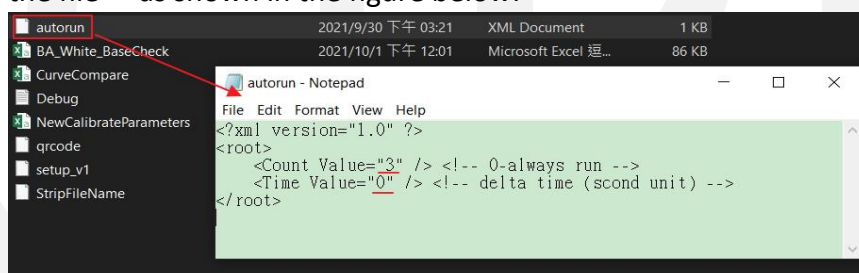 the file as shown in the figure below:
autorun 2021/9/30 下午 03:21 XML Document 1 KB
BA_White_BaseCheck 2021/10/1 下午 12:01 Microsoft Excel 逗... 86 KB
CurveCompare
Debug
NewCalibrateParameters
qrcode
setup_v1
StripFileName
autorun - Notepad
File Edit Format View Help
<?xml version="1.0" ?>
<root>
<Count Value="3" /> <!-- 0-always run -->
<Time Value="0" /> <!-- delta time (scond unit) -->
</root>